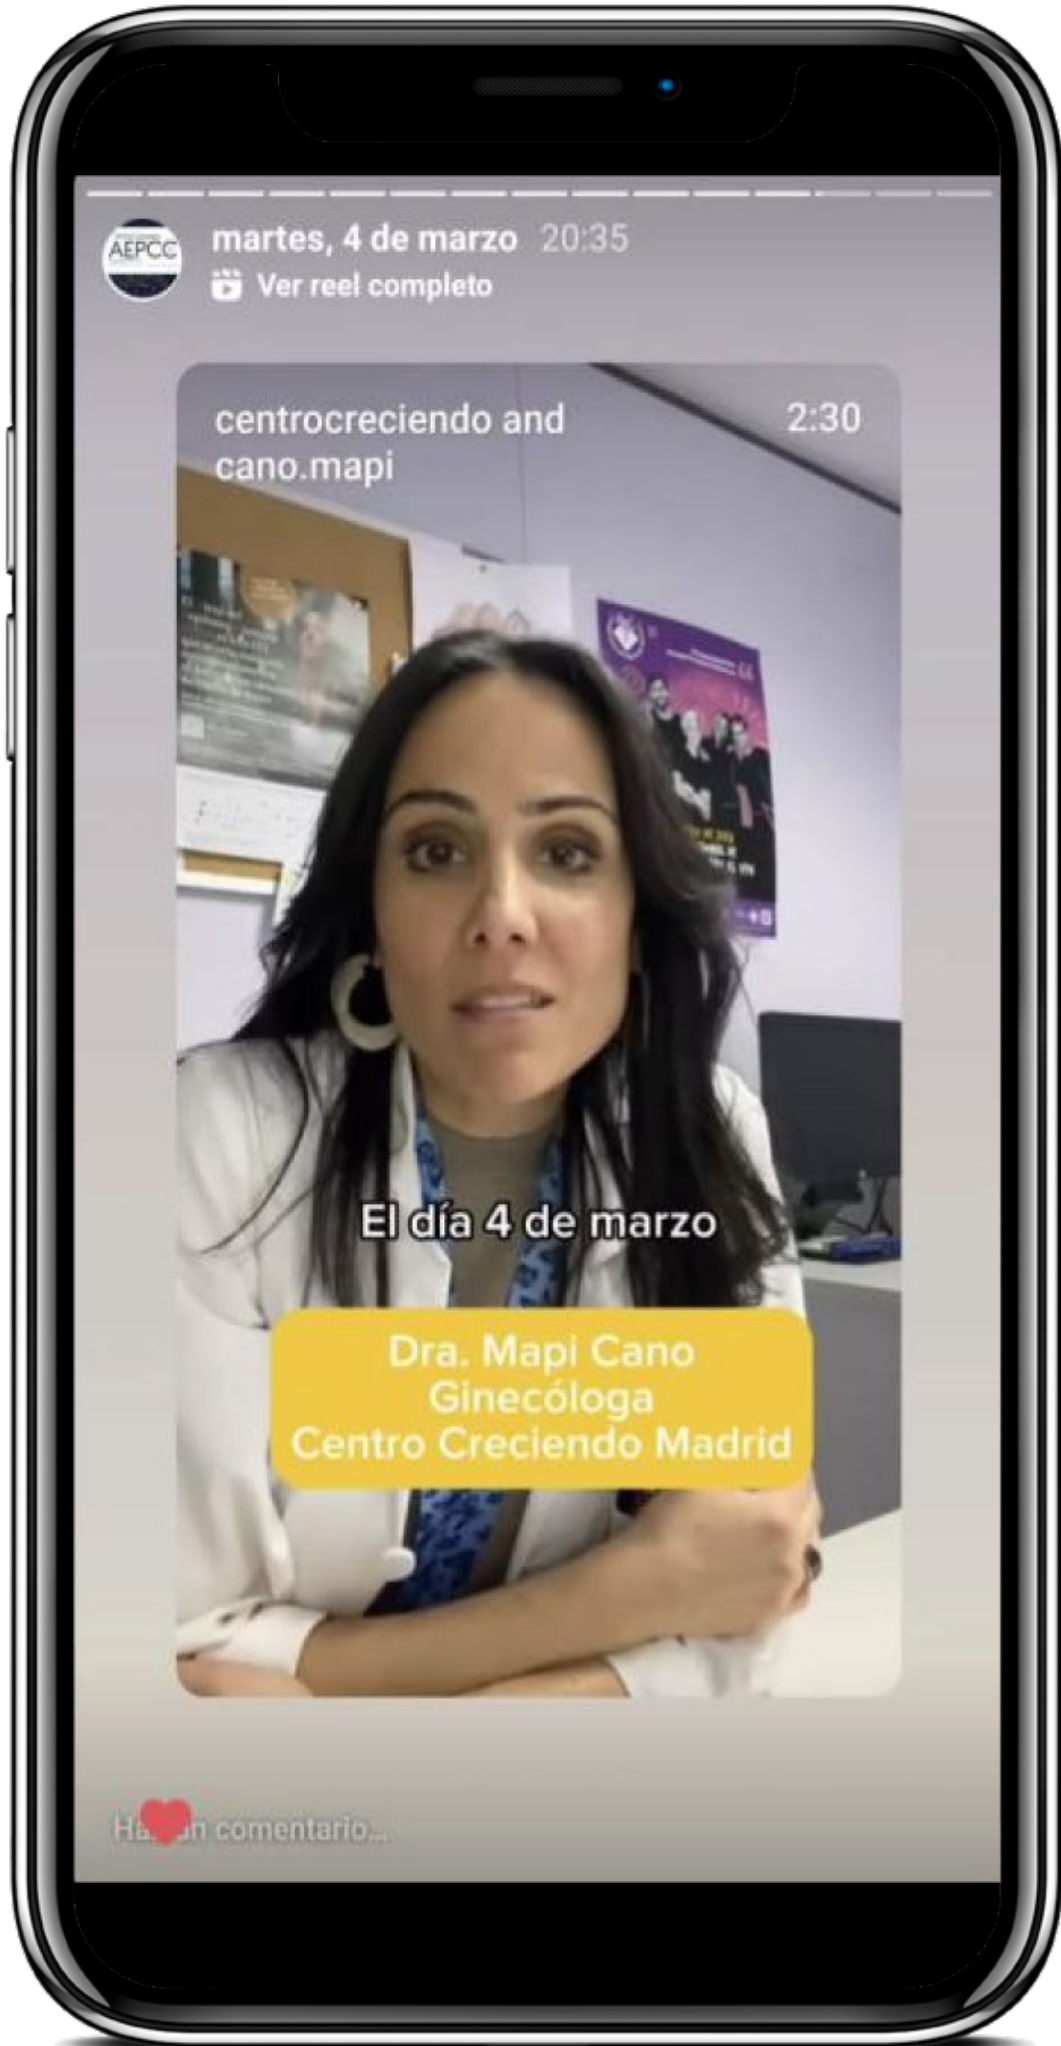 AEPCC
martes, 4 de marzo 20:35
Ver reel completo
centrocreciendo and
cano.mapi
2:30
El día 4 de marzo
Dra. Mapi Cano
Ginecóloga
Centro Creciendo Madrid
comentario...